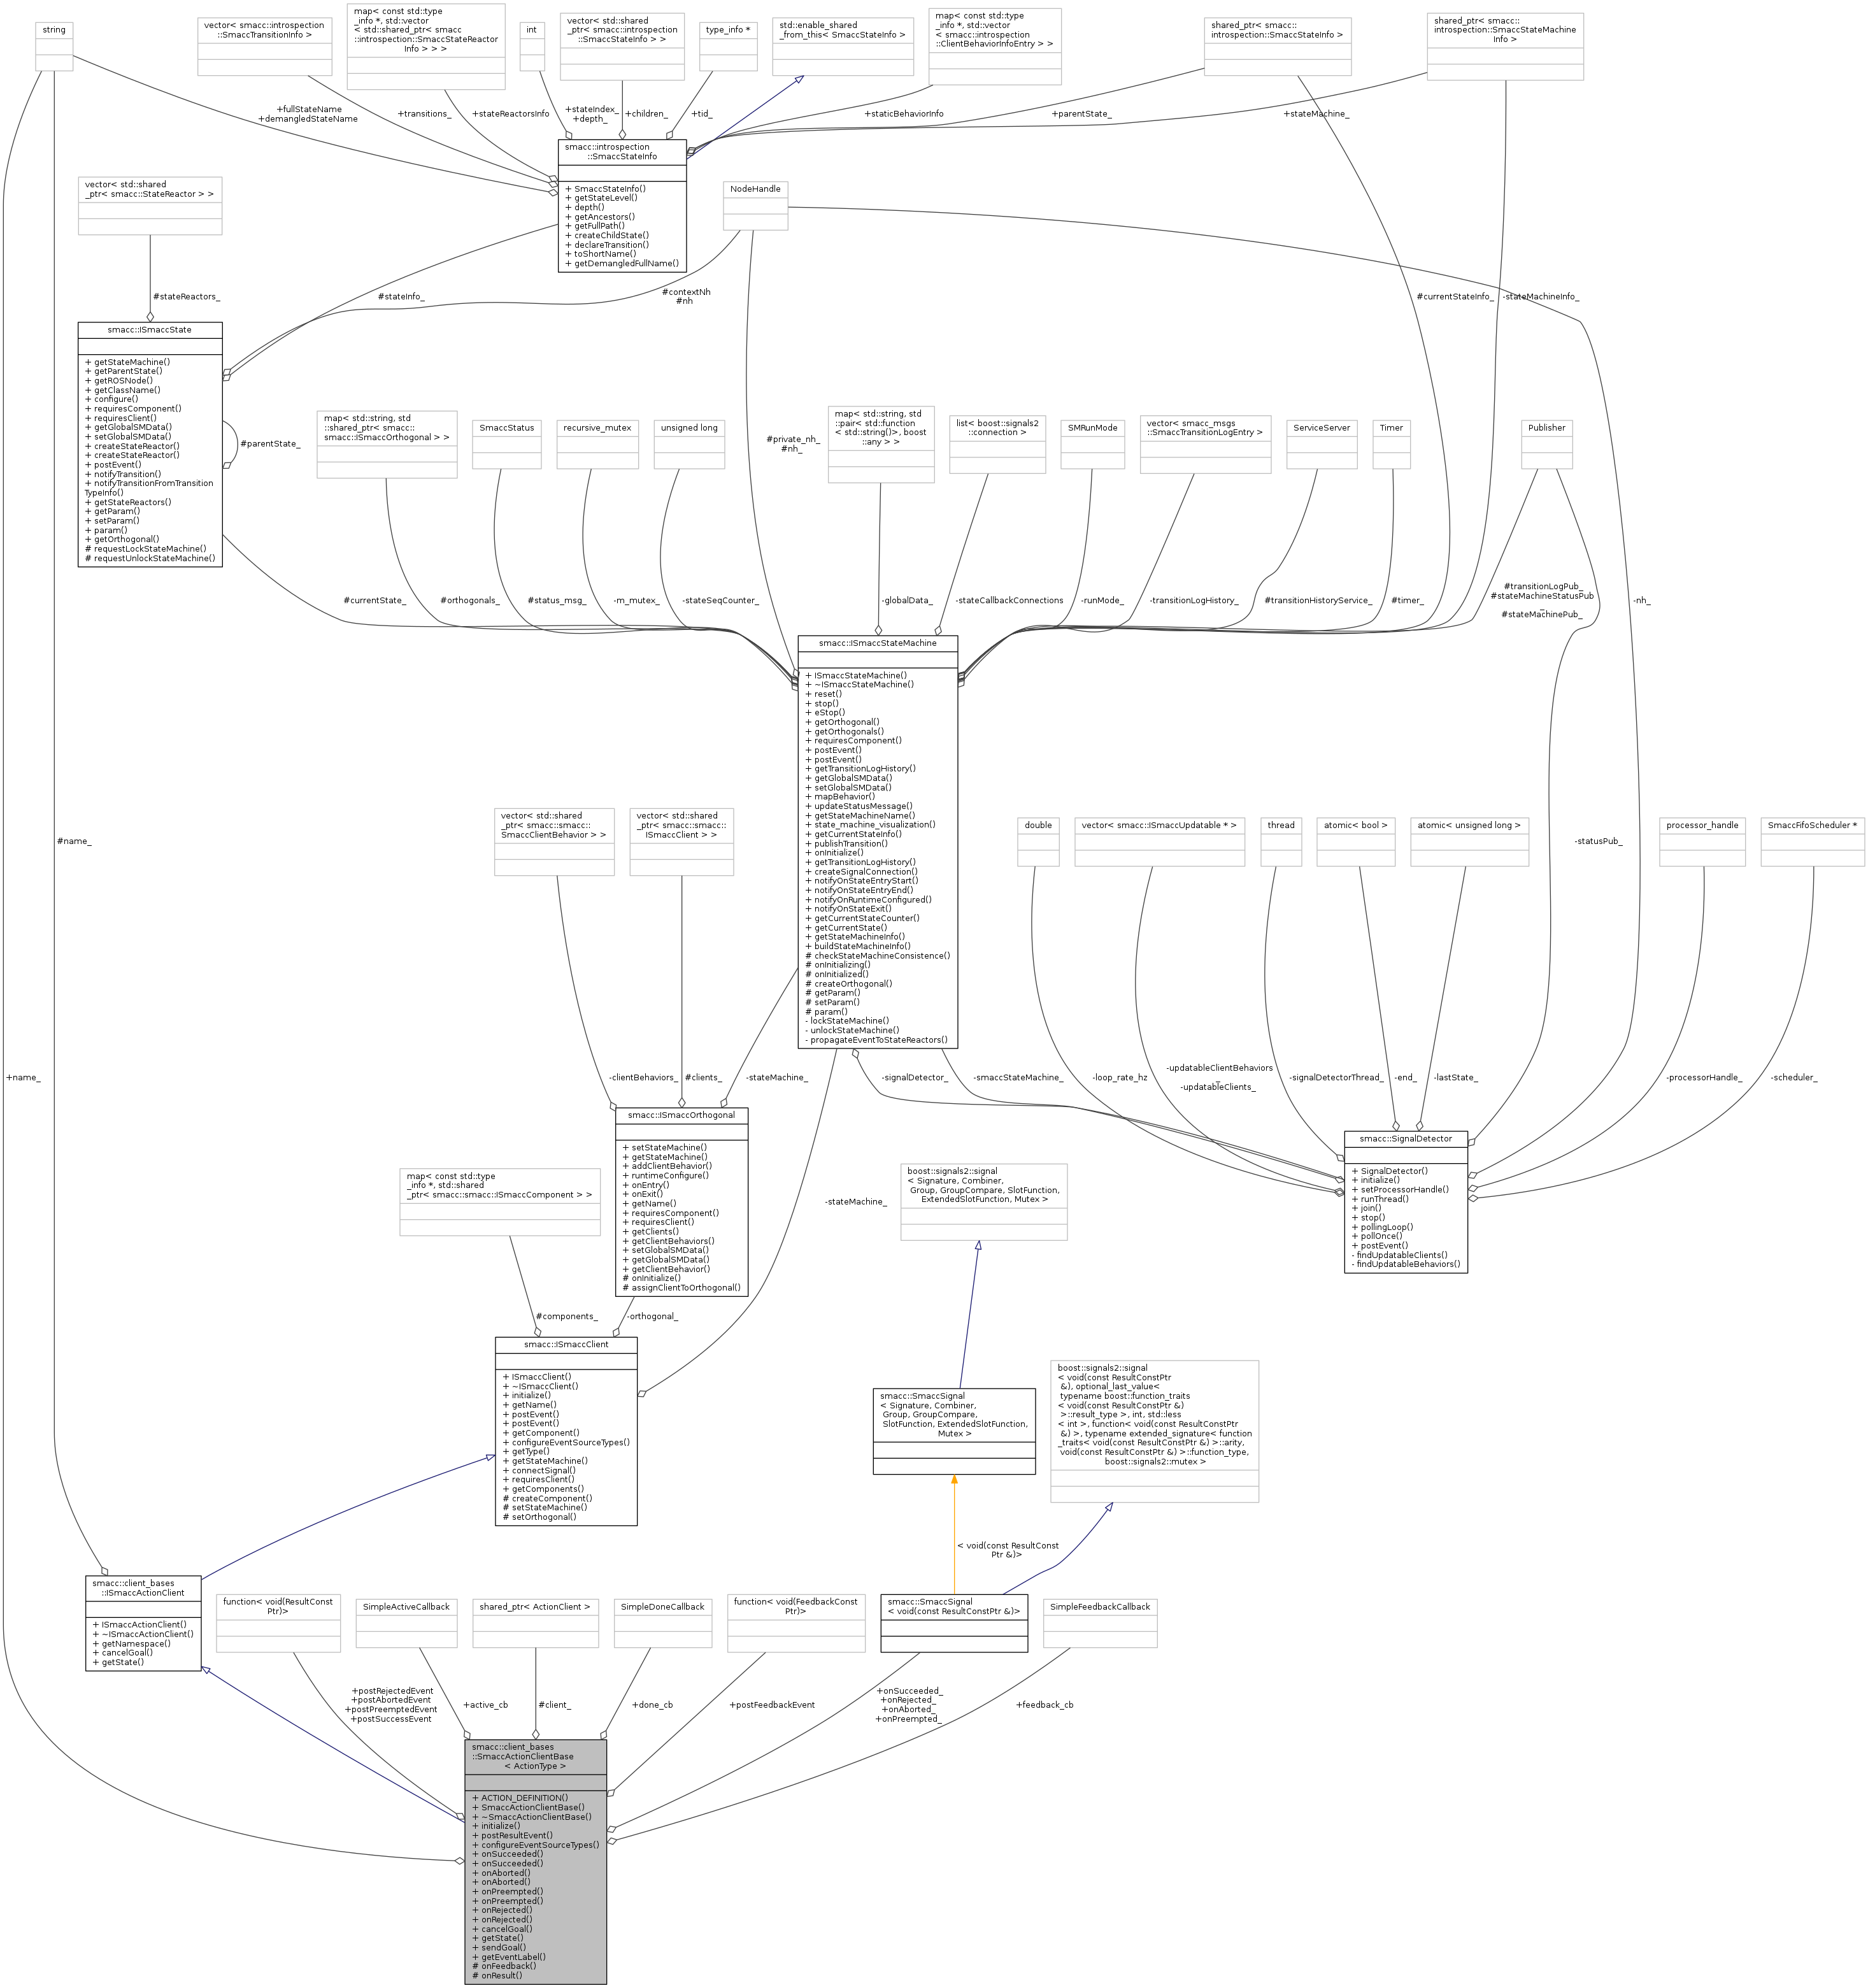 string
vector< smacc::introspection
::SmaccTransitionInfo >
map< const std::type
_info *, std::vector
< std::shared_ptr< smacc
::introspection::SmaccStateReactor
Info > > >
int
vector< std::shared
_ptr< smacc::introspection
::SmaccStateInfo > >
type_info *
std::enable_shared
_from_this< SmaccStateInfo >
map< const std::type
_info *, std::vector
< smacc::introspection
::ClientBehaviorInfoEntry > >
shared_ptr< smacc::
introspection::SmaccStateInfo >
shared_ptr< smacc::
introspection::SmaccStateMachine
Info >
+fullStateName
+demangledStateName
+transitions_
+stateReactorsInfo
+stateIndex_
+depth_
+children_
+tid_
+staticBehaviorInfo
+parentState_
+stateMachine_
smacc::introspection
::SmaccStateInfo
+ SmaccStateInfo()
+ getStateLevel()
+ depth()
+ getAncestors()
+ getFullPath()
+ createChildState()
+ declareTransition()
+ toShortName()
+ getDemangledFullName()
vector< std::shared
_ptr< smacc::StateReactor > >
NodeHandle
#stateReactors_
#stateInfo_
#contextNh
#nh
#currentStateInfo_
-stateMachineInfo_
smacc::ISmaccState
+ getStateMachine()
+ getParentState()
+ getROSNode()
+ getClassName()
+ configure()
+ requiresComponent()
+ requiresClient()
+ getGlobalSMData()
+ setGlobalSMData()
+ createStateReactor()
+ createStateReactor()
+ postEvent()
+ notifyTransition()
+ notifyTransitionFromTransition
TypeInfo()
+ getStateReactors()
+ getParam()
+ setParam()
+ param()
+ getOrthogonal()
# requestLockStateMachine()
# requestUnlockStateMachine()
#parentState_
map< std::string, std
::shared_ptr< smacc::
smacc::ISmaccOrthogonal > >
SmaccStatus
recursive_mutex
unsigned long
#private_nh_
#nh_
map< std::string, std
::pair< std::function
< std::string()>, boost
::any > >
list< boost::signals2
::connection >
SMRunMode
vector< smacc_msgs
::SmaccTransitionLogEntry >
ServiceServer
Timer
Publisher
#currentState_
#orthogonals_
#status_msg_
-m_mutex_
-stateSeqCounter_
-globalData_
-stateCallbackConnections
-runMode_
-transitionLogHistory_
#transitionHistoryService_
#timer_
#transitionLogPub_
#stateMachineStatusPub
_
#stateMachinePub_
-nh_
smacc::ISmaccStateMachine
+ ISmaccStateMachine()
+ ~ISmaccStateMachine()
+ reset()
+ stop()
+ eStop()
+ getOrthogonal()
+ getOrthogonals()
+ requiresComponent()
+ postEvent()
+ postEvent()
+ getTransitionLogHistory()
+ getGlobalSMData()
+ setGlobalSMData()
+ mapBehavior()
+ updateStatusMessage()
+ getStateMachineName()
+ state_machine_visualization()
+ getCurrentStateInfo()
+ publishTransition()
+ onInitialize()
+ getTransitionLogHistory()
+ createSignalConnection()
+ notifyOnStateEntryStart()
+ notifyOnStateEntryEnd()
+ notifyOnRuntimeConfigured()
+ notifyOnStateExit()
+ getCurrentStateCounter()
+ getCurrentState()
+ getStateMachineInfo()
+ buildStateMachineInfo()
# checkStateMachineConsistence()
# onInitializing()
# onInitialized()
# createOrthogonal()
# getParam()
# setParam()
# param()
- lockStateMachine()
- unlockStateMachine()
- propagateEventToStateReactors()
#name_
vector< std::shared
_ptr< smacc::smacc::
SmaccClientBehavior > >
vector< std::shared
_ptr< smacc::smacc::
ISmaccClient > >
double
vector< smacc::ISmaccUpdatable * >
thread
atomic< bool >
atomic< unsigned long >
-statusPub_
processor_handle
SmaccFifoScheduler *
+name_
-clientBehaviors_
#clients_
-stateMachine_
-signalDetector_
-smaccStateMachine_
-loop_rate_hz
-updatableClientBehaviors
_
-updatableClients_
-signalDetectorThread_
-end_
-lastState_
-processorHandle_
-scheduler_
smacc::ISmaccOrthogonal
+ setStateMachine()
+ getStateMachine()
+ addClientBehavior()
+ runtimeConfigure()
+ onEntry()
+ onExit()
+ getName()
+ requiresComponent()
+ requiresClient()
+ getClients()
+ getClientBehaviors()
+ setGlobalSMData()
+ getGlobalSMData()
+ getClientBehavior()
# onInitialize()
# assignClientToOrthogonal()
smacc::SignalDetector
+ SignalDetector()
+ initialize()
+ setProcessorHandle()
+ runThread()
+ join()
+ stop()
+ pollingLoop()
+ pollOnce()
+ postEvent()
- findUpdatableClients()
- findUpdatableBehaviors()
map< const std::type
_info *, std::shared
_ptr< smacc::smacc::ISmaccComponent > >
boost::signals2::signal
< Signature, Combiner,
Group, GroupCompare, SlotFunction,
ExtendedSlotFunction, Mutex >
-stateMachine_
#components_
-orthogonal_
smacc::ISmaccClient
+ ISmaccClient()
+ ~ISmaccClient()
+ initialize()
+ getName()
+ postEvent()
+ postEvent()
+ getComponent()
+ configureEventSourceTypes()
+ getType()
+ getStateMachine()
+ connectSignal()
+ requiresClient()
+ getComponents()
# createComponent()
# setStateMachine()
# setOrthogonal()
smacc::SmaccSignal
< Signature, Combiner,
Group, GroupCompare,
SlotFunction, ExtendedSlotFunction,
Mutex >
boost::signals2::signal
< void(const ResultConstPtr
&), optional_last_value<
typename boost::function_traits
< void(const ResultConstPtr &)
>::result_type >, int, std::less
< int >, function< void(const ResultConstPtr
&) >, typename extended_signature< function
_traits< void(const ResultConstPtr &) >::arity,
void(const ResultConstPtr &) >::function_type,
boost::signals2::mutex >
< void(const ResultConst
Ptr &)>
smacc::client_bases
::ISmaccActionClient
+ ISmaccActionClient()
+ ~ISmaccActionClient()
+ getNamespace()
+ cancelGoal()
+ getState()
function< void(ResultConst
Ptr)>
SimpleActiveCallback
shared_ptr< ActionClient >
SimpleDoneCallback
function< void(FeedbackConst
Ptr)>
smacc::SmaccSignal
< void(const ResultConstPtr &)>
SimpleFeedbackCallback
+postRejectedEvent
+postAbortedEvent
+postPreemptedEvent
+postSuccessEvent
+active_cb
#client_
+done_cb
+postFeedbackEvent
+onSucceeded_
+onRejected_
+onAborted_
+onPreempted_
+feedback_cb
smacc::client_bases
::SmaccActionClientBase
< ActionType >
+ ACTION_DEFINITION()
+ SmaccActionClientBase()
+ ~SmaccActionClientBase()
+ initialize()
+ postResultEvent()
+ configureEventSourceTypes()
+ onSucceeded()
+ onSucceeded()
+ onAborted()
+ onAborted()
+ onPreempted()
+ onPreempted()
+ onRejected()
+ onRejected()
+ cancelGoal()
+ getState()
+ sendGoal()
+ getEventLabel()
# onFeedback()
# onResult()